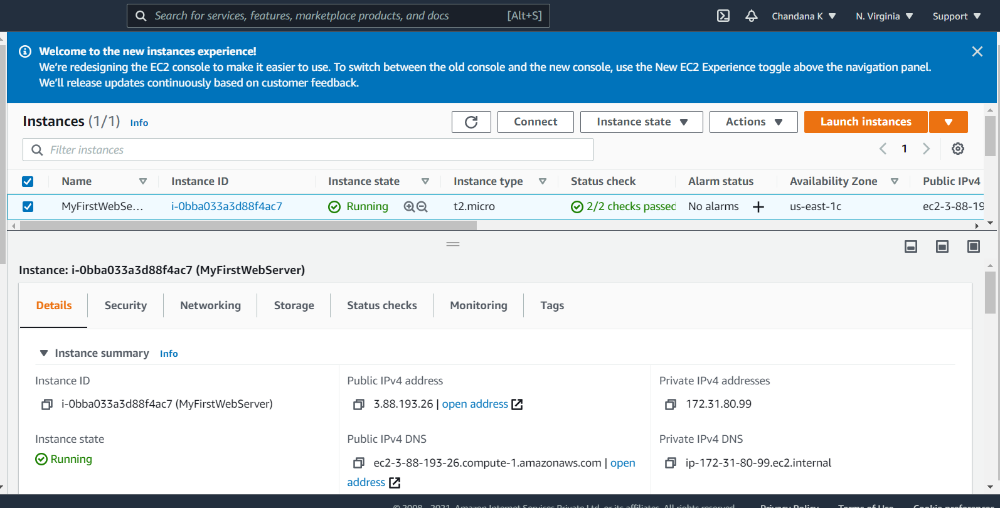 Search for services, features, marketplace products, and docs [Alt+S] Chandana K N. Virginia Support
Welcome to the new instances experience!
We're redesigning the EC2 console to make it easier to use. To switch between the old console and the new console, use the New EC2 Experience toggle above the navigation panel.
We'll release updates continuously based on customer feedback.
Instances (1/1) Info Connect Instance state Actions Launch instances
Filter instances 1
Name Instance ID Instance state Instance type Status check Alarm status Availability Zone Public IPv4
MyFirstWebSe... i-0bba033a3d88f4ac7 Running t2.micro 2/2 checks passed No alarms + us-east-1c ec2-3-88-19
Instance: i-0bba033a3d88f4ac7 (MyFirstWebServer)
Details Security Networking Storage Status checks Monitoring Tags
Instance summary Info
Instance ID Public IPv4 address Private IPv4 addresses
i-0bba033a3d88f4ac7 (MyFirstWebServer) 3.88.193.26 | open address 172.31.80.99
Instance state Public IPv4 DNS Private IPv4 DNS
Running ec2-3-88-193-26.compute-1.amazonaws.com | open ip-172-31-80-99.ec2.internal
address
© 2008 - 2021, Amazon Internet Services Private Ltd. or its affiliates. All rights reserved. Privacy Policy Terms of Use Cookie preferences